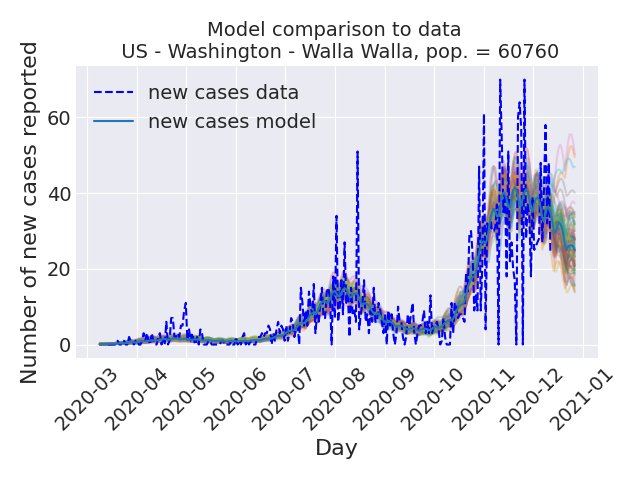 Model comparison to data
US - Washington - Walla Walla, pop. = 60760
Number of new cases reported
new cases data
new cases model
60
40
20
0
2020-03
2020-04
2020-05
2020-06
2020-07
2020-08
2020-09
2020-10
2020-11
2020-12
2021-01
Day